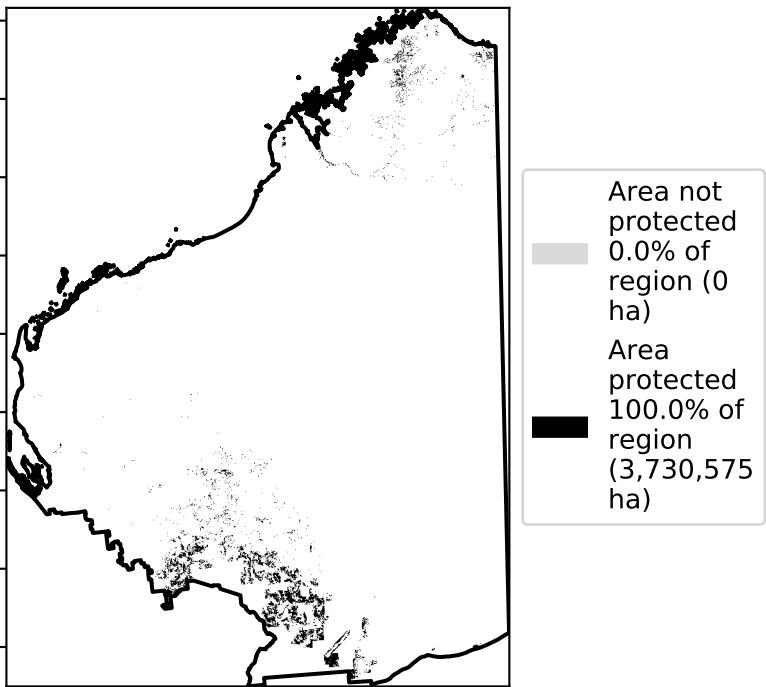 Area not
protected
0.0% of
region (0
ha)
Area
protected
100.0% of
region
(3,730,575
ha)